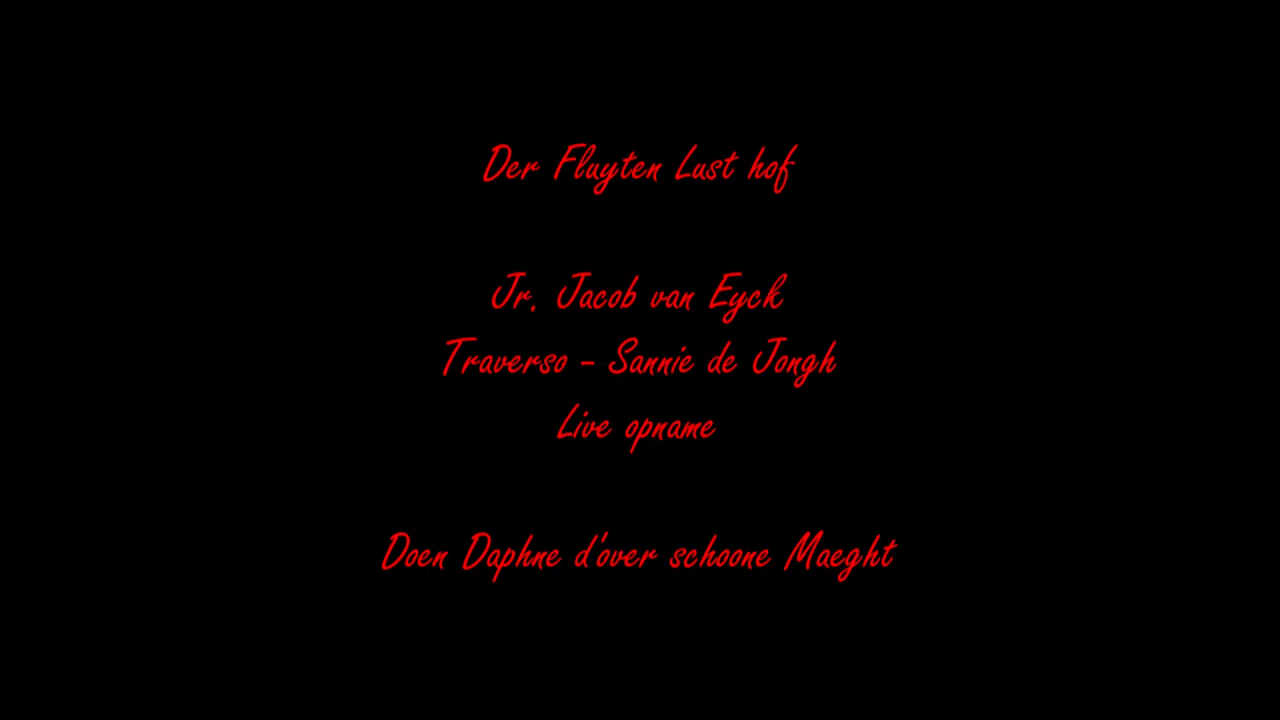 Der Fluyten Lust hof
Jr. Jacob van Eyck
Traverso - Sannie de Jongh
Live opname
Doen Daphne d'over schoone Maeght